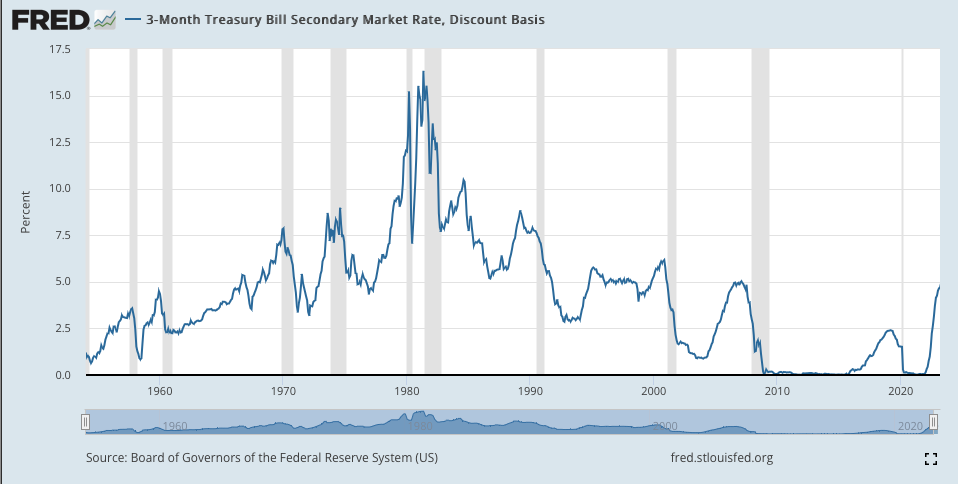 FRED
3-Month Treasury Bill Secondary Market Rate, Discount Basis
17.5
15.0
12.5
10.0
7.5
5.0
2.5
0.0
Percent
1960 1970 1980 1990 2000 2010 2020
1960 1980 2000 2020
Source: Board of Governors of the Federal Reserve System (US)
fred.stlouisfed.org